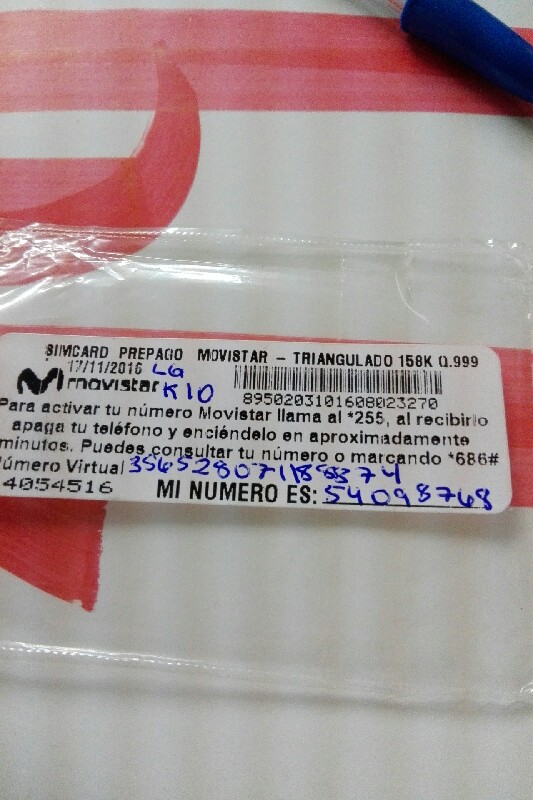 SIMCARD PREPAGO MOVISTAR – TRIANGULADO 158K Q.999
17/11/2016 LG
movistar K10
8950203101608023270
Para activar tu número Movistar llama al *255, al recibirlo
apaga tu teléfono y enciéndelo en aproximadamente
minutos. Puedes consultar tu número o marcando *686#
Número Virtual
4054516 MI NUMERO ES: 54098768